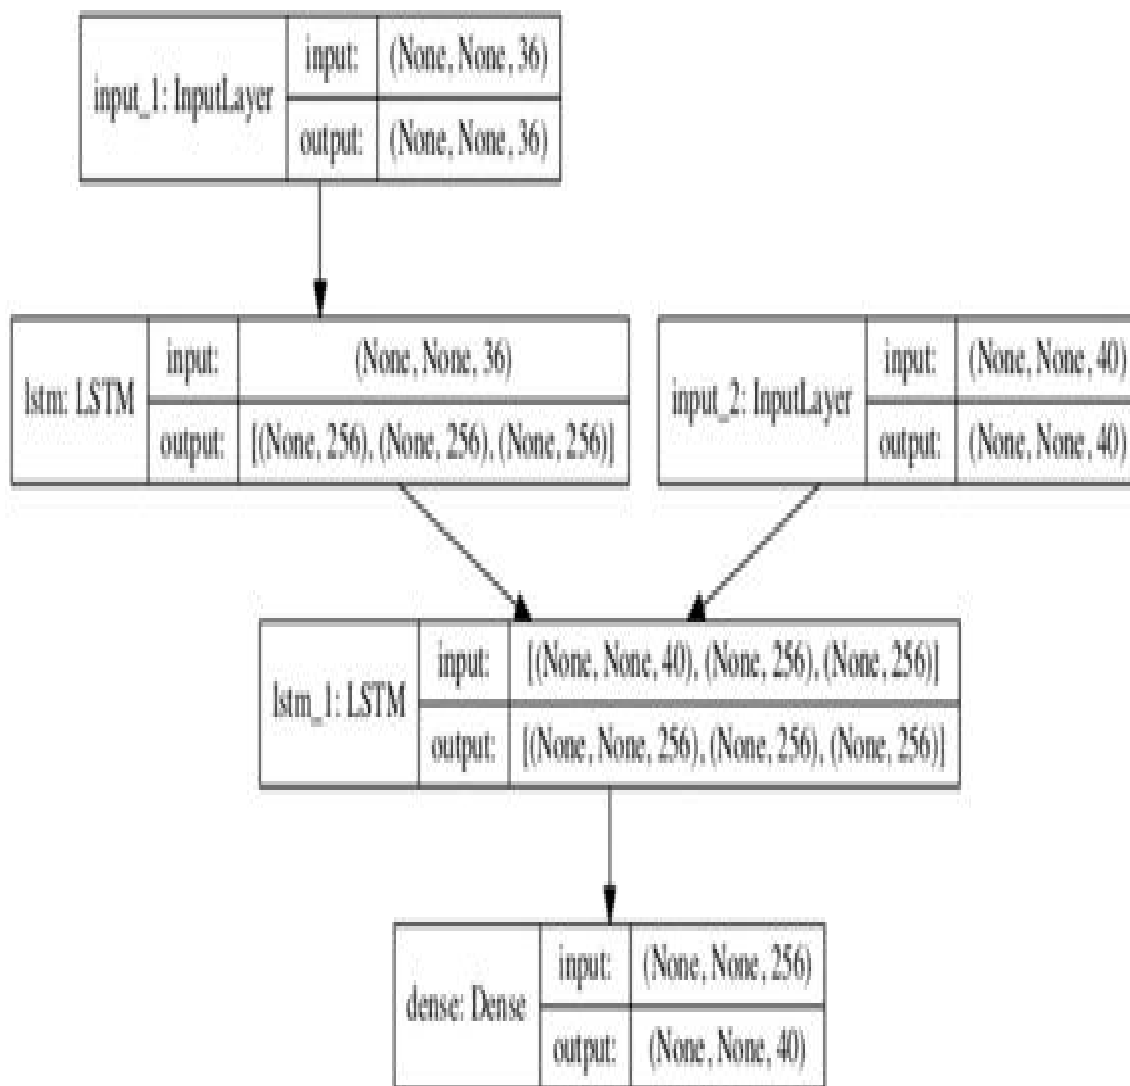 input_1: InputLayer
input: (None, None, 36)
output: (None, None, 36)
lstm: LSTM
input: (None, None, 36)
output: [(None, 256), (None, 256), (None, 256)]
input_2: InputLayer
input: (None, None, 40)
output: (None, None, 40)
lstm_1: LSTM
input: [(None, None, 40), (None, 256), (None, 256)]
output: [(None, None, 256), (None, 256), (None, 256)]
dense: Dense
input: (None, None, 256)
output: (None, None, 40)